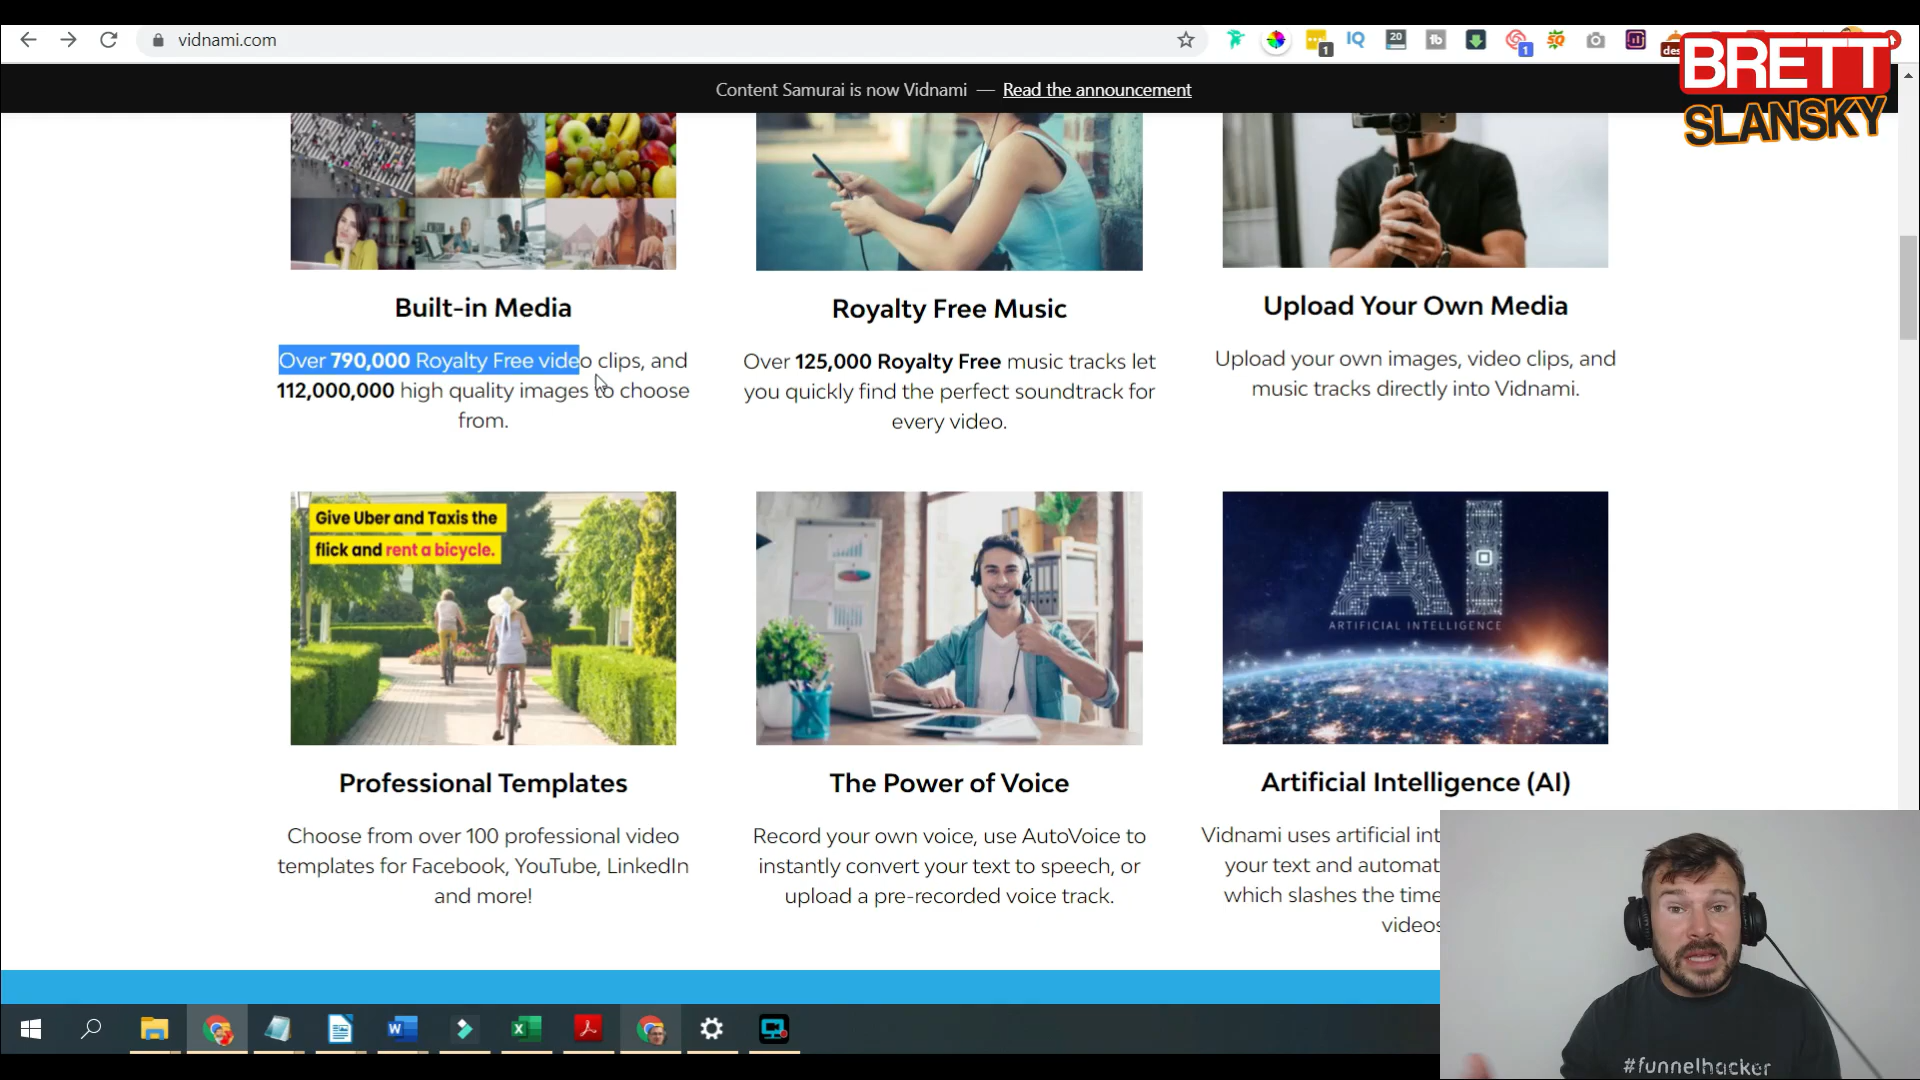 vidnami.com
1
IQ
20
1
SQ
des
BRETT
SLANSKY
Content Samurai is now Vidnami — Read the announcement
Built-in Media
Over 790,000 Royalty Free video clips, and
112,000,000 high quality images to choose
from.
Royalty Free Music
Over 125,000 Royalty Free music tracks let
you quickly find the perfect soundtrack for
every video.
Upload Your Own Media
Upload your own images, video clips, and
music tracks directly into Vidnami.
Give Uber and Taxis the
flick and rent a bicycle.
AI
ARTIFICIAL INTELLIGENCE
Professional Templates
Choose from over 100 professional video
templates for Facebook, YouTube, LinkedIn
and more!
The Power of Voice
Record your own voice, use AutoVoice to
instantly convert your text to speech, or
upload a pre-recorded voice track.
Artificial Intelligence (AI)
Vidnami uses artificial int
your text and automat
which slashes the time
videos
#funnelhacker